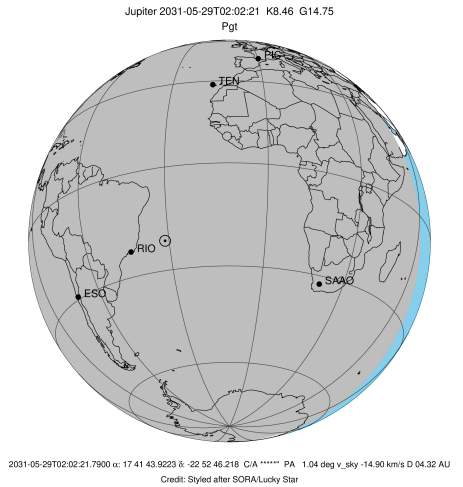 Jupiter 2031-05-29T02:02:21 K8.46 G14.75
Pgt
PIC
TEN
RIO
ESO
SAAO
2031-05-29T02:02:21.7900 α: 17 41 43.9223 δ: -22 52 46.218 C/A *****" PA 1.04 deg v_sky -14.90 km/s D 04.32 AU
Credit: Styled after SORA/Lucky Star